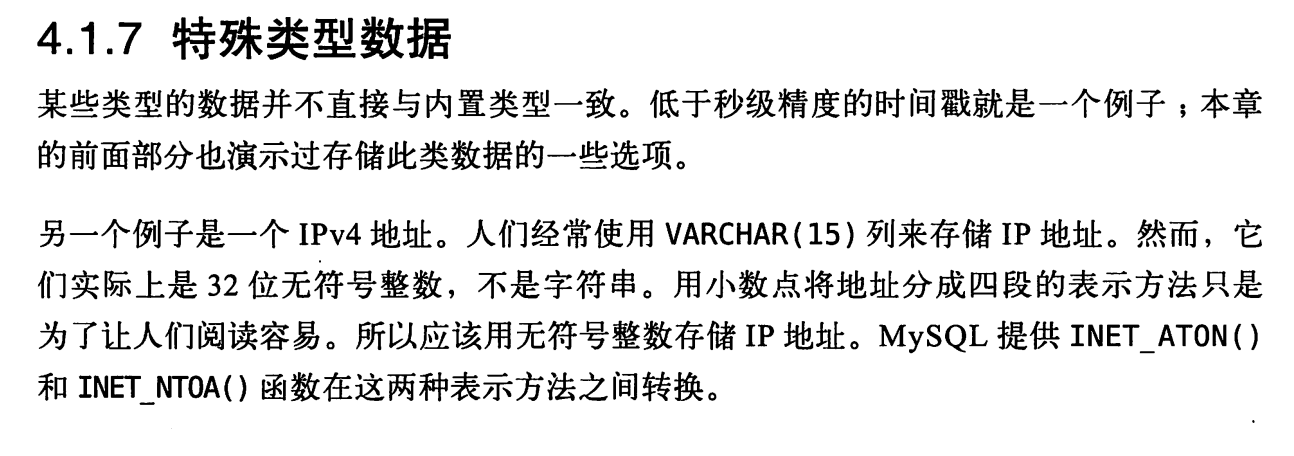 4.1.7 特殊类型数据
某些类型的数据并不直接与内置类型一致。低于秒级精度的时间戳就是一个例子；本章
的前面部分也演示过存储此类数据的一些选项。
另一个例子是一个 IPv4 地址。人们经常使用 VARCHAR(15) 列来存储 IP 地址。然而，它
们实际上是 32 位无符号整数，不是字符串。用小数点将地址分成四段的表示方法只是
为了让人们阅读容易。所以应该用无符号整数存储 IP 地址。MySQL 提供 INET_ATON()
和 INET_NTOA() 函数在这两种表示方法之间转换。